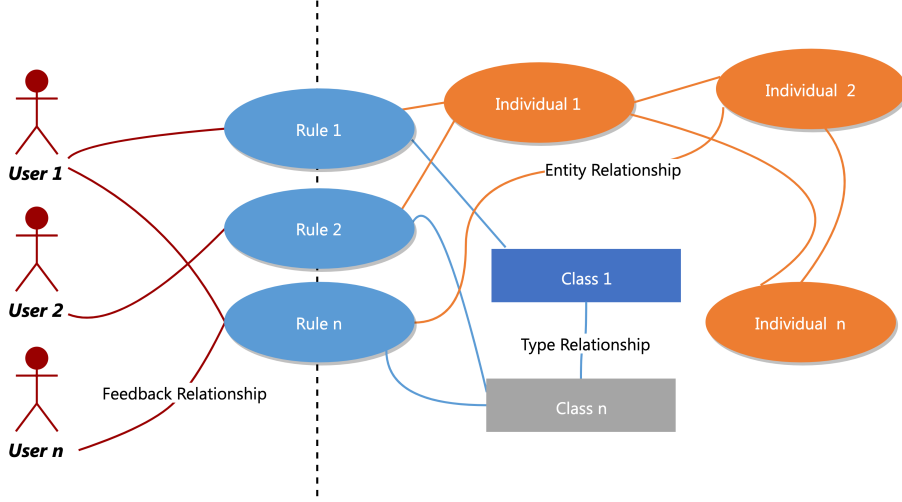 User 1
User 2
User n
Feedback Relationship
Rule 1
Rule 2
Rule n
Individual 1
Individual 2
Entity Relationship
Class 1
Type Relationship
Class n
Individual n